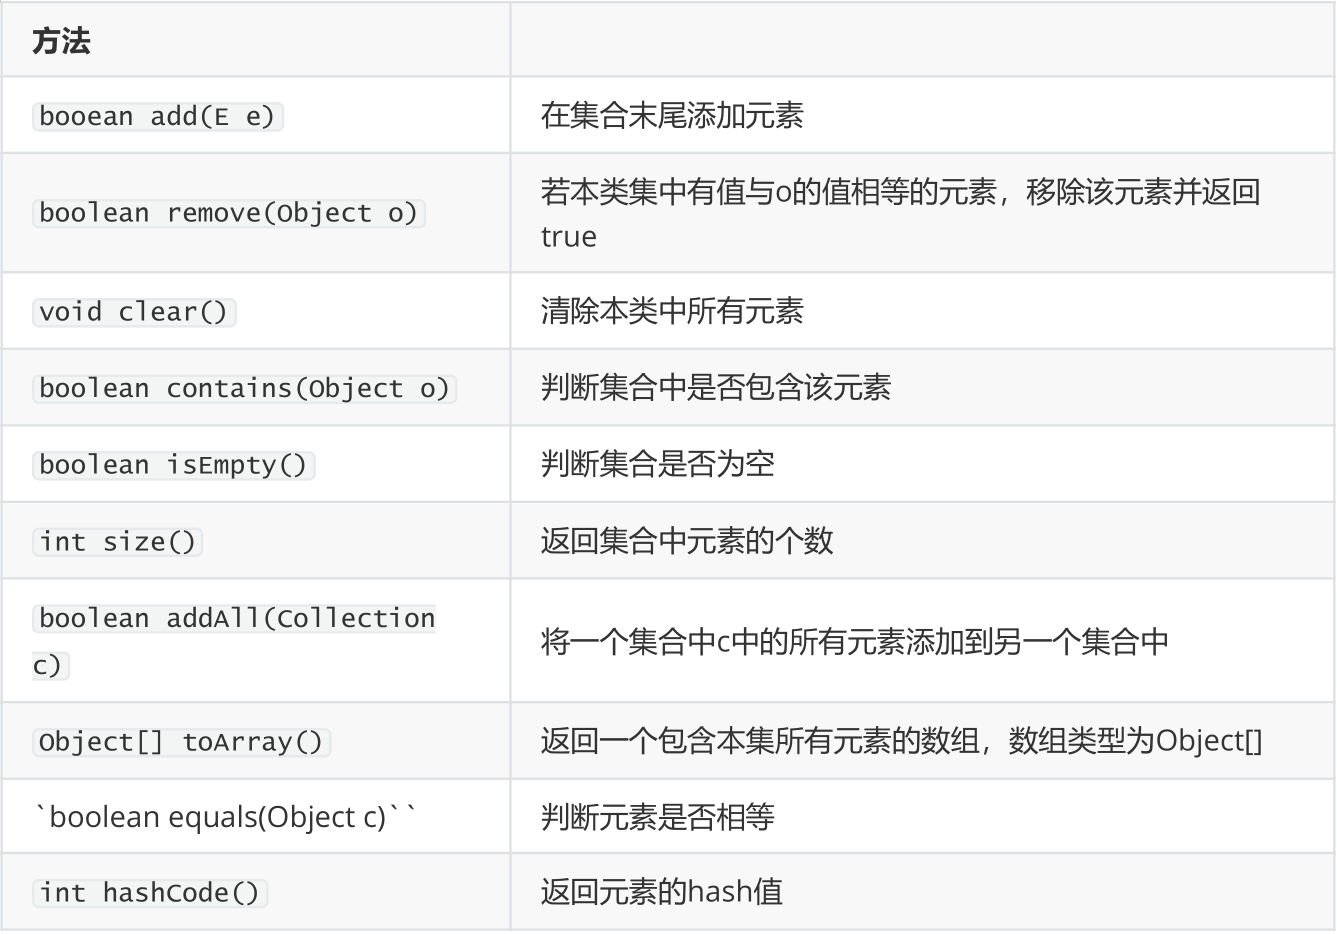 方法
booean add(E e)
在集合末尾添加元素
boolean remove(Object o)
若本类集中有值与o的值相等的元素，移除该元素并返回
true
void clear()
清除本类中所有元素
boolean contains(Object o)
判断集合中是否包含该元素
boolean isEmpty()
判断集合是否为空
int size()
返回集合中元素的个数
boolean addAll(Collection
c)
将一个集合中c中的所有元素添加到另一个集合中
Object[] toArray()
返回一个包含本集所有元素的数组，数组类型为Object[]
`boolean equals(Object c)``
判断元素是否相等
int hashCode()
返回元素的hash值